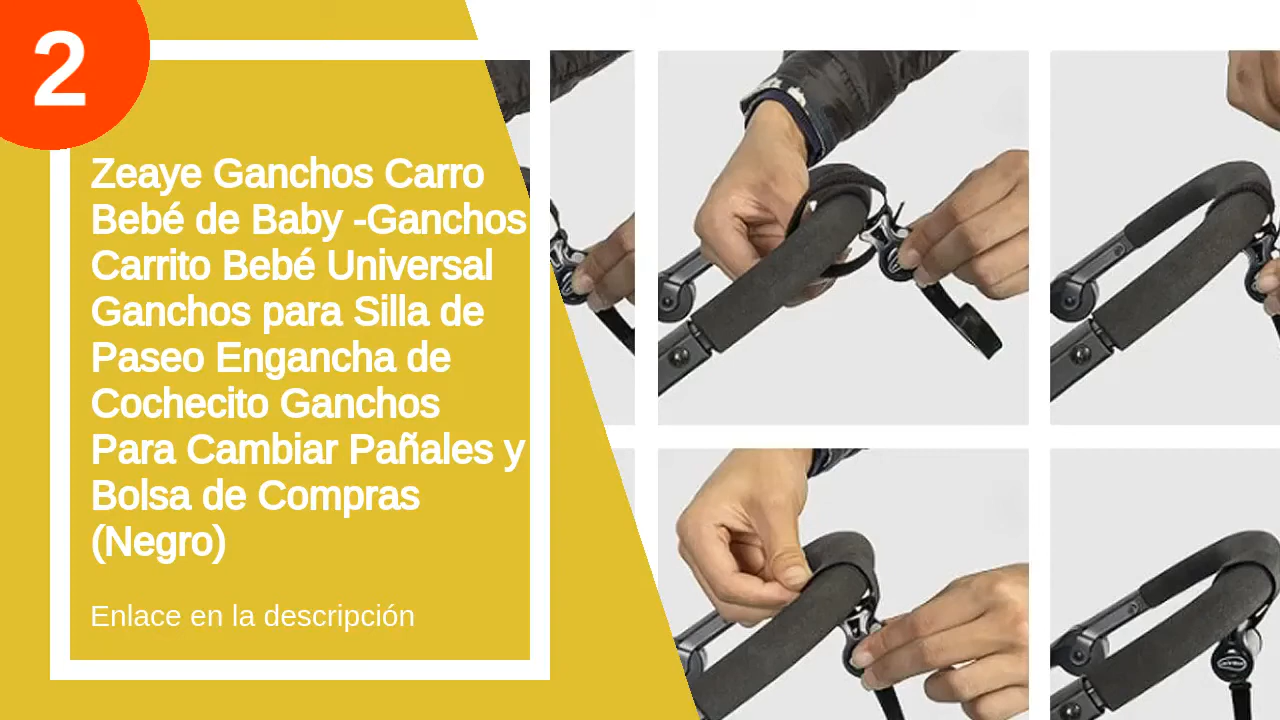 2
Zeaye Ganchos Carro
Bebé de Baby -Ganchos
Carrito Bebé Universal
Ganchos para Silla de
Paseo Engancha de
Cochecito Ganchos
Para Cambiar Pañales y
Bolsa de Compras
(Negro)
Enlace en la descripción